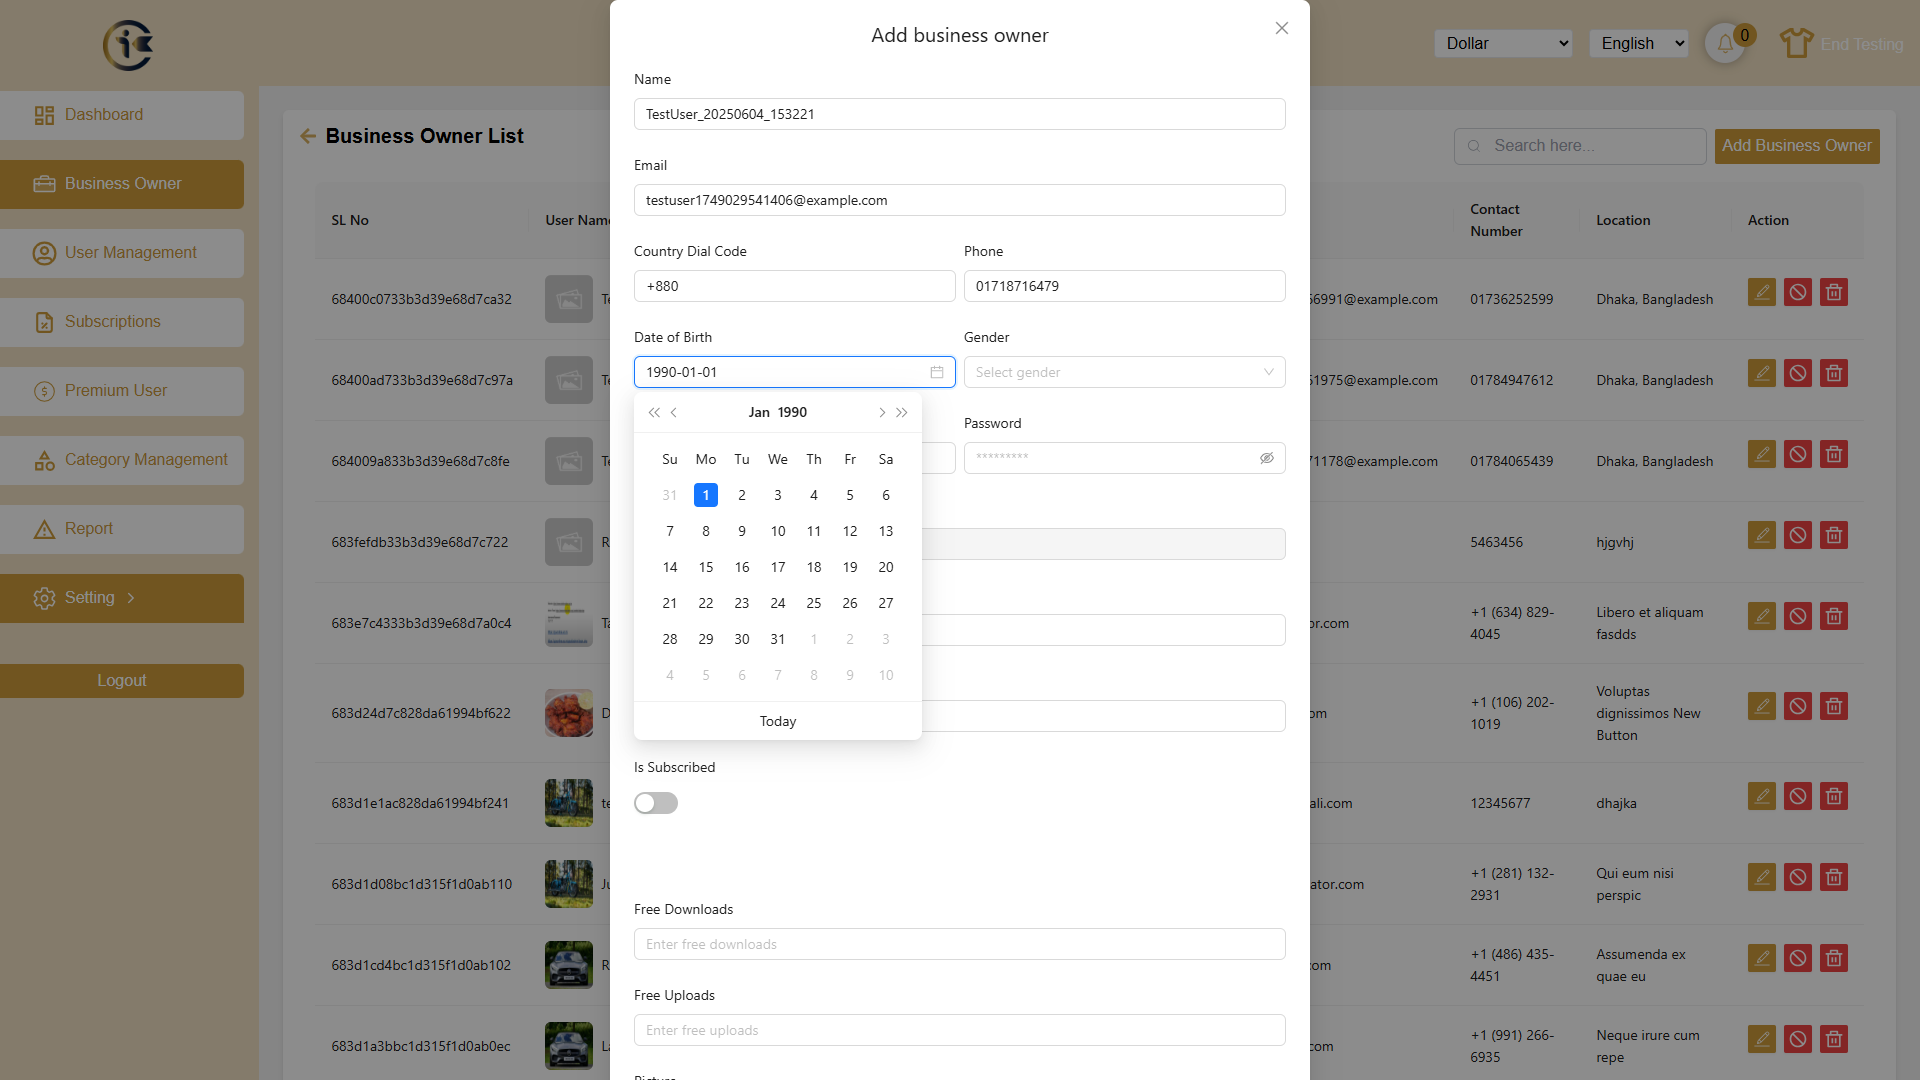 Add business owner
Dollar
English
0
End Testing
Dashboard
Business Owner
User Management
Subscriptions
Premium User
Category Management
Report
Setting
Logout
Business Owner List
Search here...
Add Business Owner
SL No
User Name
Contact Number
Location
Action
68400c0733b3d39e68d7ca32
56991@example.com
01736252599
Dhaka, Bangladesh
68400ad733b3d39e68d7c97a
51975@example.com
01784947612
Dhaka, Bangladesh
684009a833b3d39e68d7c8fe
71178@example.com
01784065439
Dhaka, Bangladesh
683fefdb33b3d39e68d7c722
5463456
hjgvhj
683e7c4333b3d39e68d7a0c4
or.com
+1 (634) 829-
4045
Libero et aliquam
fasdds
683d24d7c828da61994bf622
om
+1 (106) 202-
1019
Voluptas
dignissimos New
Button
683d1e1ac828da61994bf241
te
ali.com
12345677
dhajka
683d1d08bc1d315f1d0ab110
ator.com
+1 (281) 132-
2931
Qui eum nisi
perspic
683d1cd4bc1d315f1d0ab102
com
+1 (486) 435-
4451
Assumenda ex
quae eu
683d1a3bbc1d315f1d0ab0ec
com
+1 (991) 266-
6935
Neque irure cum
repe
Name
TestUser_20250604_153221
Email
testuser1749029541406@example.com
Country Dial Code
Phone
+880
01718716479
Date of Birth
Gender
1990-01-01
Select gender
Jan 1990
Password
*********
Su Mo Tu We Th Fr Sa
31 1 2 3 4 5 6
7 8 9 10 11 12 13
14 15 16 17 18 19 20
21 22 23 24 25 26 27
28 29 30 31 1 2 3
4 5 6 7 8 9 10
Today
Is Subscribed
Free Downloads
Enter free downloads
Free Uploads
Enter free uploads
Picture